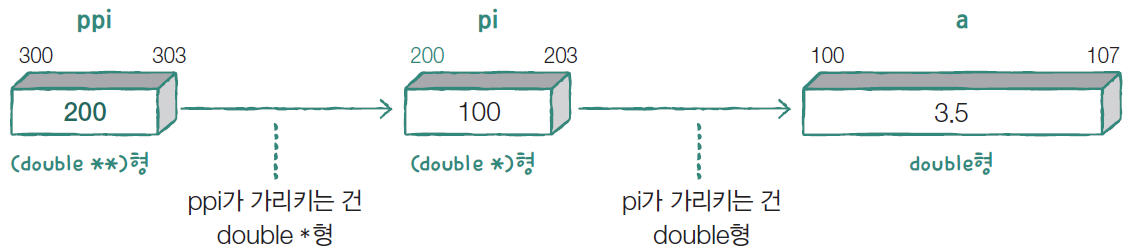 ppi pi a
300 303 200 203 100 107
200 100 3.5
(double **)형 (double *)형 double형
ppi가 가리키는 건 pi가 가리키는 건
double *형 double형